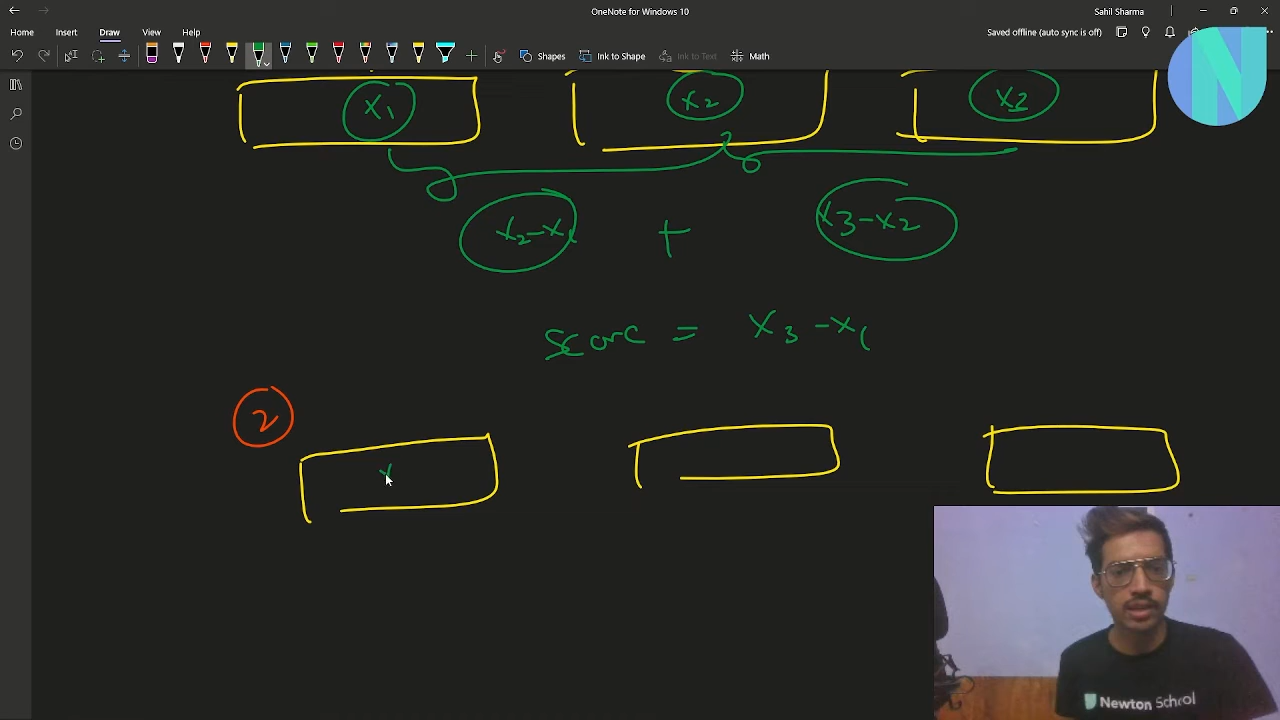 OneNote for Windows 10
Sahil Sharma
Home Insert Draw View Help
Saved offline (auto sync is off)
Shapes Ink to Shape Ink to Text Math
x1 x2 x3
x2-x1 + x3-x2
score = x3-x1
2
x
Newton School